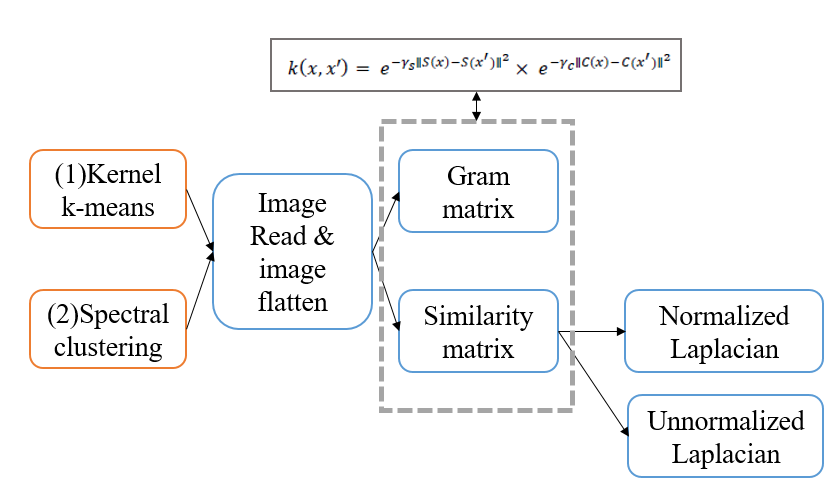 k(x, x′) = e^{−γ_s‖S(x)−S(x′)‖²} × e^{−γ_c‖C(x)−C(x′)‖²}
(1)Kernel
k-means
Image
Read &
image
flatten
Gram
matrix
(2)Spectral
clustering
Similarity
matrix
Normalized
Laplacian
Unnormalized
Laplacian